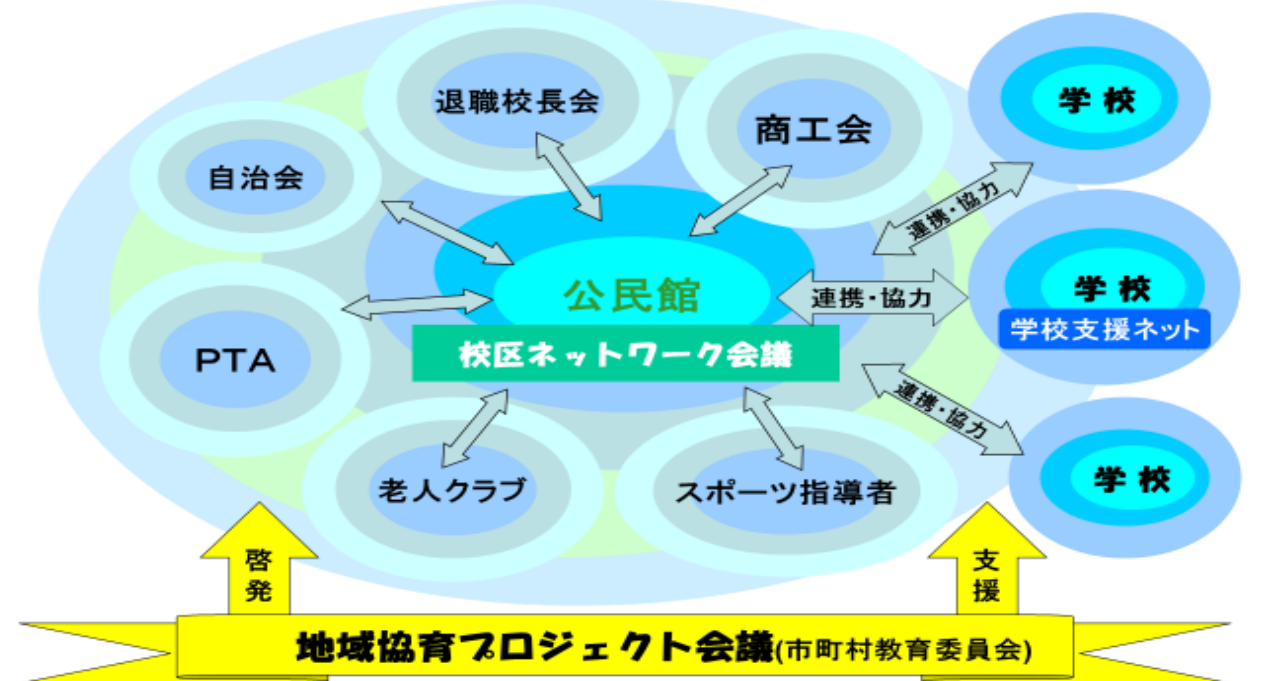 退職校長会
商工会
学校
自治会
連携・協力
公民館
連携・協力
学校
学校支援ネット
校区ネットワーク会議
PTA
連携・協力
老人クラブ
スポーツ指導者
学校
啓発
支援
地域協育プロジェクト会議(市町村教育委員会)